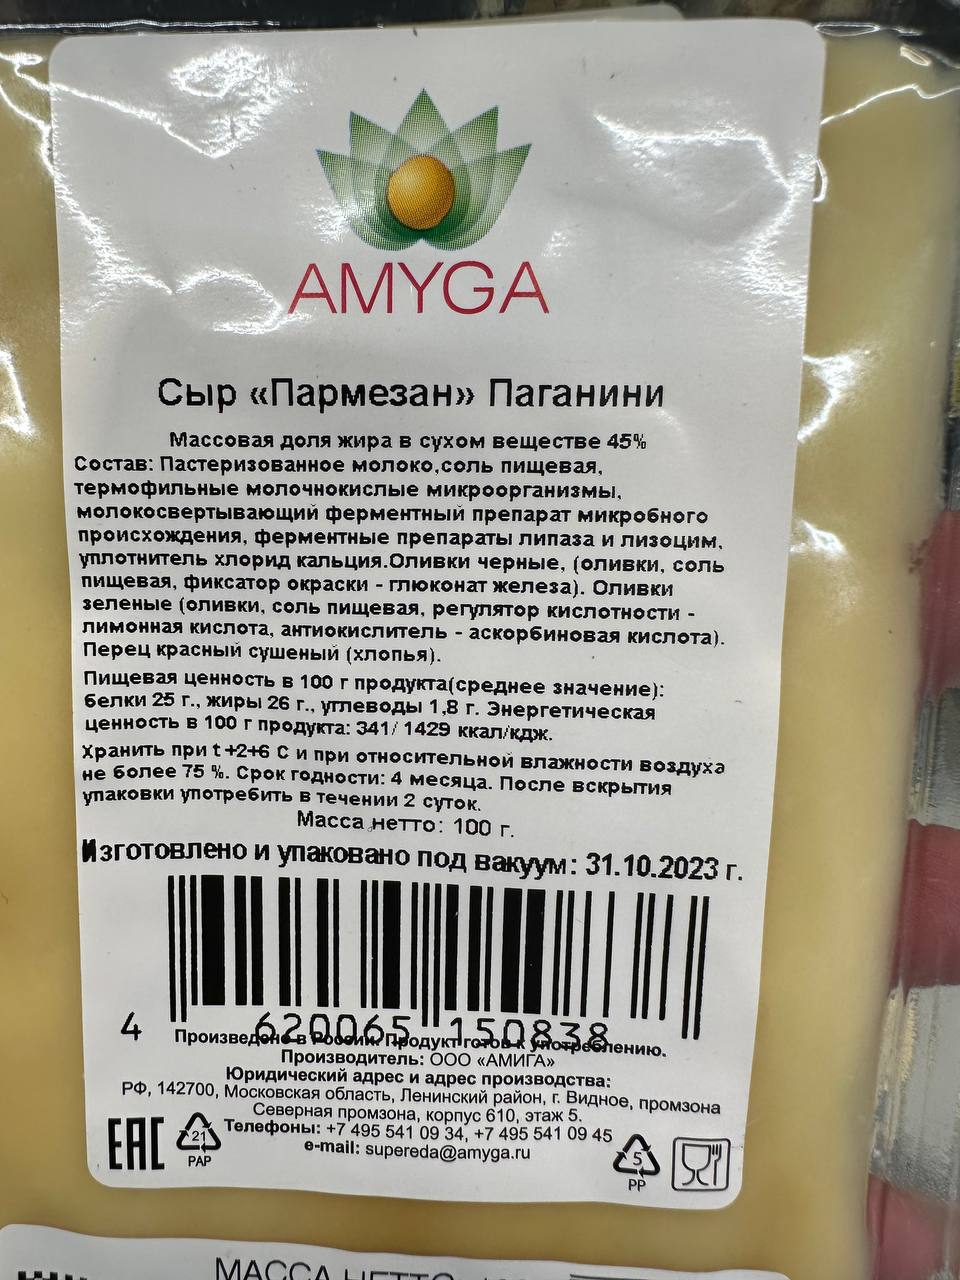 AMYGA
Сыр «Пармезан» Паганини
Массовая доля жира в сухом веществе 45%
Состав: Пастеризованное молоко,соль пищевая,
термофильные молочнокислые микроорганизмы,
молокосвертывающий ферментный препарат микробного
происхождения, ферментные препараты липаза и лизоцим,
уплотнитель хлорид кальция.Оливки черные, (оливки, соль
пищевая, фиксатор окраски - глюконат железа). Оливки
зеленые (оливки, соль пищевая, регулятор кислотности -
лимонная кислота, антиокислитель - аскорбиновая кислота).
Перец красный сушеный (хлопья).
Пищевая ценность в 100 г продукта(среднее значение):
белки 25 г., жиры 26 г., углеводы 1,8 г. Энергетическая
ценность в 100 г продукта: 341/ 1429 ккал/кдж.
Хранить при t +2+6 С и при относительной влажности воздуха
не более 75 %. Срок годности: 4 месяца. После вскрытия
упаковки употребить в течении 2 суток.
Масса нетто: 100 г.
Изготовлено и упаковано под вакуум: 31.10.2023 г.
4 620065 150838
Произведено в России. Продукт готов к употреблению.
Производитель: ООО «АМИГА»
Юридический адрес и адрес производства:
РФ, 142700, Московская область, Ленинский район, г. Видное, промзона
Северная промзона, корпус 610, этаж 5.
Телефоны: +7 495 541 09 34, +7 495 541 09 45
e-mail: supereda@amyga.ru
EAC
21
PAP
5
PP
МАССА НЕТТО